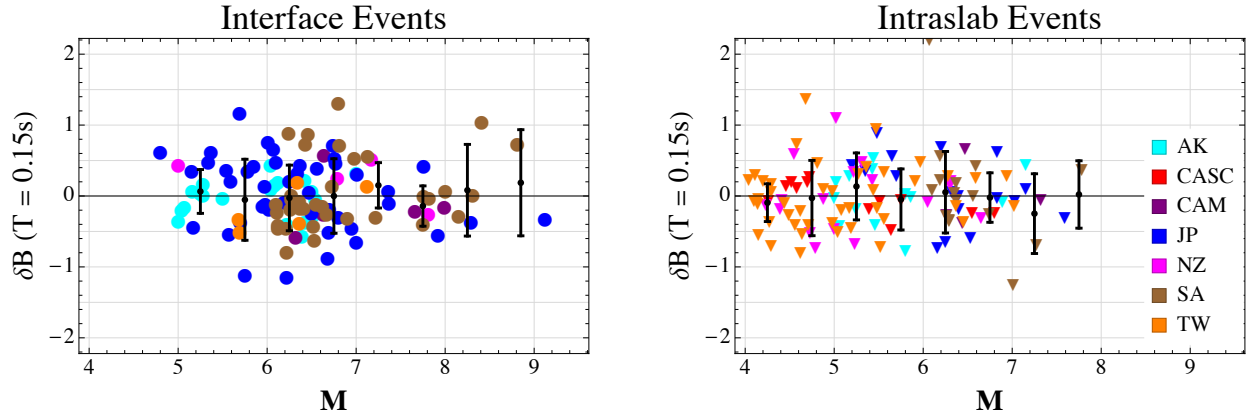 Interface Events
2
1
0
−1
−2
δB (T = 0.15s)
4 5 6 7 8 9
M
Intraslab Events
2
1
0
−1
−2
δB (T = 0.15s)
4 5 6 7 8 9
M
AK
CASC
CAM
JP
NZ
SA
TW